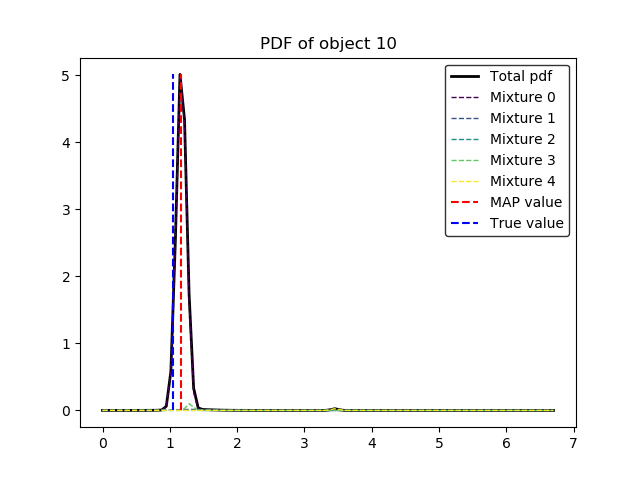 PDF of object 10
5
4
3
2
1
0
0 1 2 3 4 5 6 7
Total pdf
Mixture 0
Mixture 1
Mixture 2
Mixture 3
Mixture 4
MAP value
True value